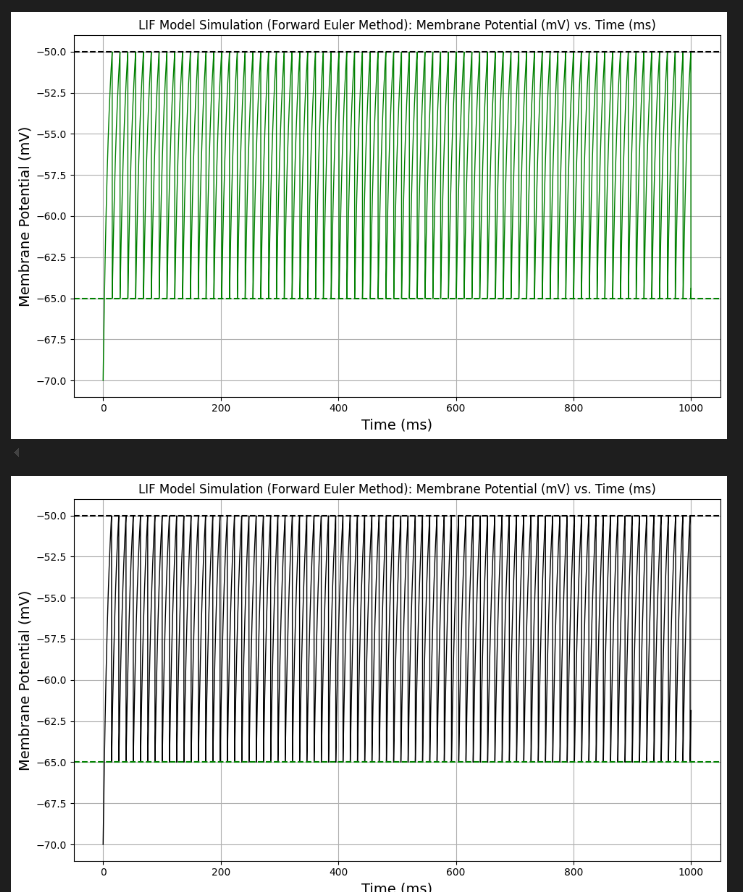 LIF Model Simulation (Forward Euler Method): Membrane Potential (mV) vs. Time (ms)
−50.0
−52.5
−55.0
−57.5
−60.0
−62.5
−65.0
−67.5
−70.0
Membrane Potential (mV)
0 200 400 600 800 1000
Time (ms)
LIF Model Simulation (Forward Euler Method): Membrane Potential (mV) vs. Time (ms)
−50.0
−52.5
−55.0
−57.5
−60.0
−62.5
−65.0
−67.5
−70.0
Membrane Potential (mV)
0 200 400 600 800 1000
Time (ms)